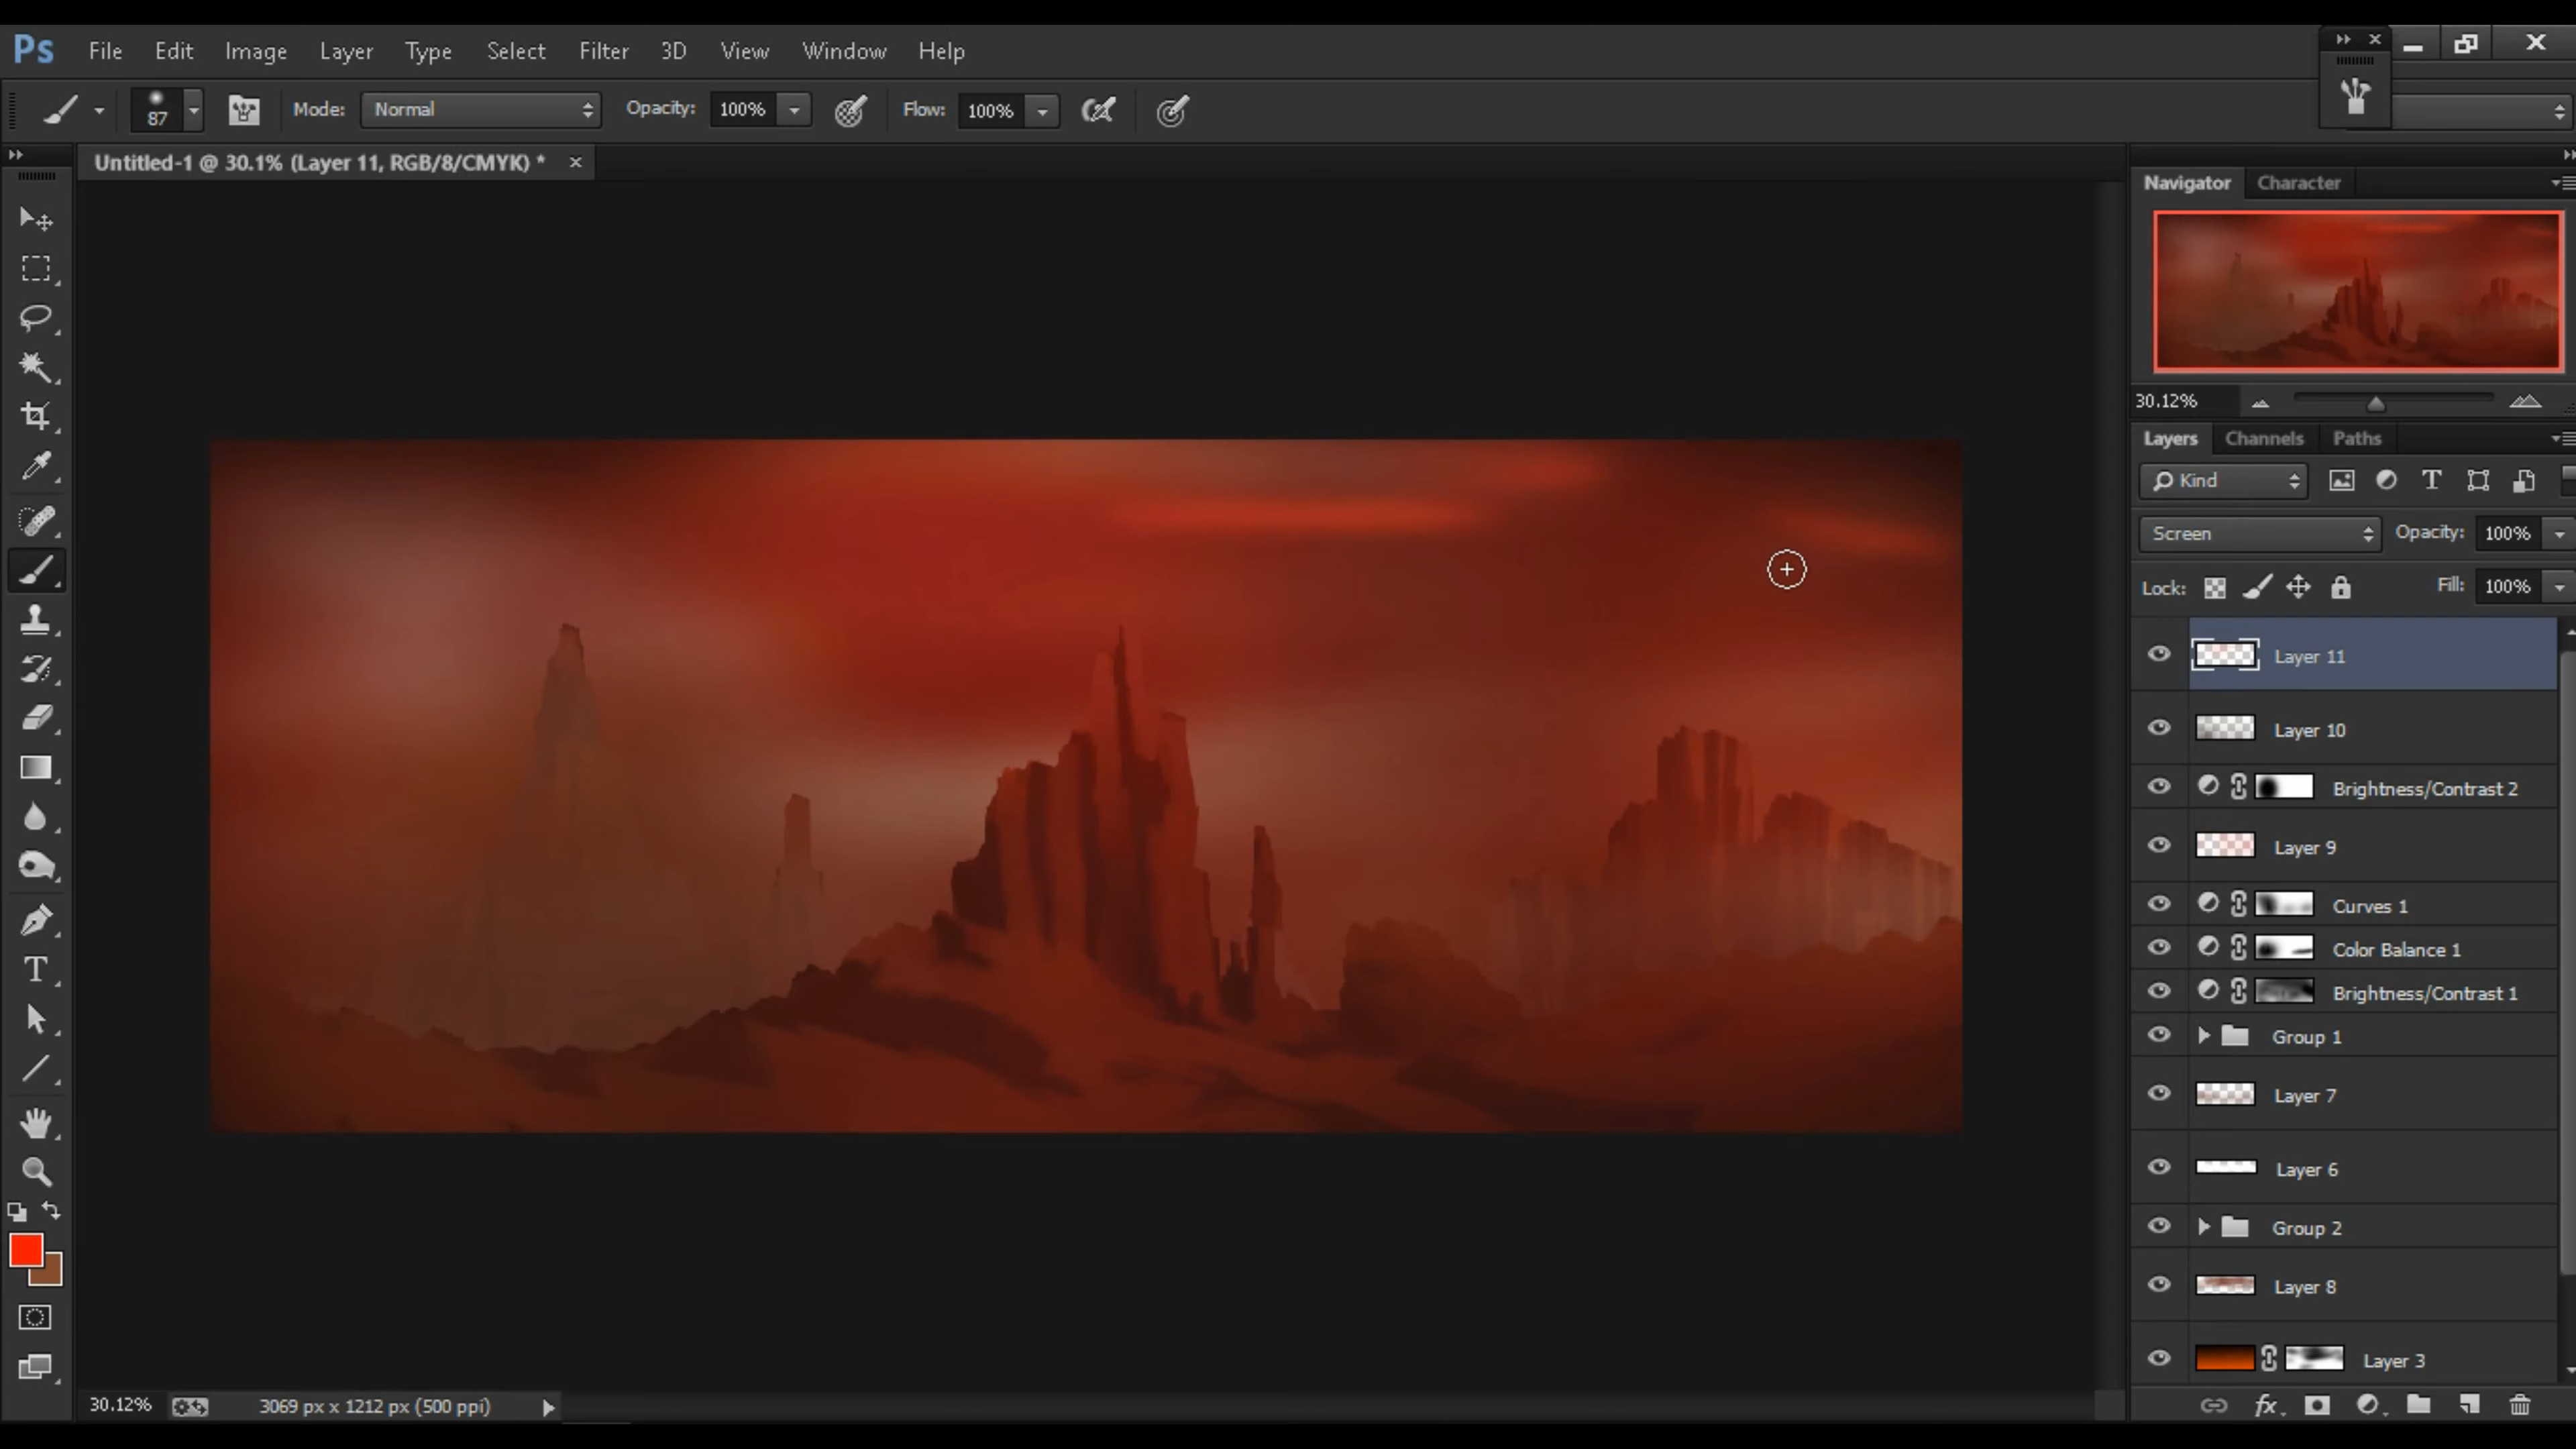 Ps File Edit Image Layer Type Select Filter 3D View Window Help
87 Mode: Normal Opacity: 100% Flow: 100%
Untitled-1 @ 30.1% (Layer 11, RGB/8/CMYK) *
Navigator Character
30.12%
Layers Channels Paths
Kind
Screen Opacity: 100%
Lock: Fill: 100%
Layer 11
Layer 10
Brightness/Contrast 2
Layer 9
Curves 1
Color Balance 1
Brightness/Contrast 1
Group 1
Layer 7
Layer 6
Group 2
Layer 8
Layer 3
30.12% 3069 px x 1212 px (500 ppi)
fx